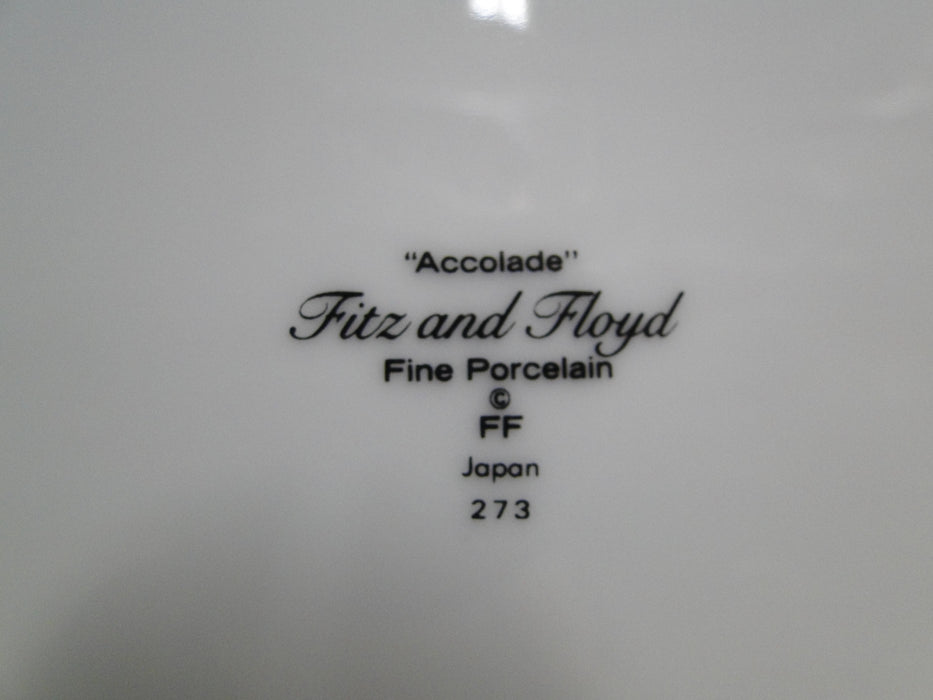 “Accolade”
Fitz and Floyd
Fine Porcelain
©
FF
Japan
273